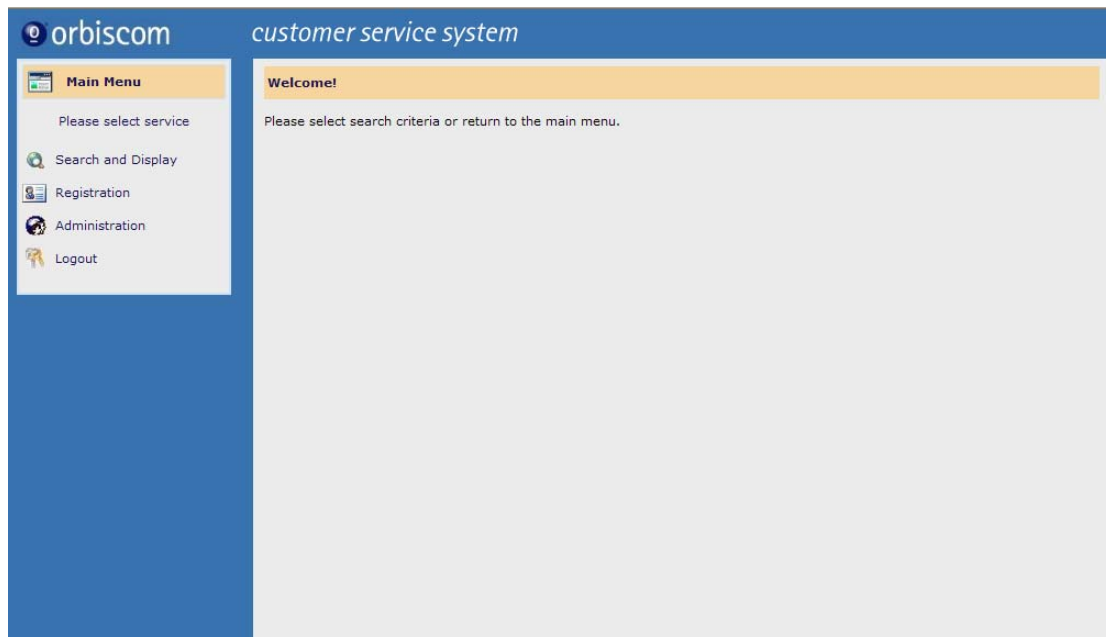 orbiscom
customer service system
Main Menu
Please select service
Search and Display
Registration
Administration
Logout
Welcome!
Please select search criteria or return to the main menu.